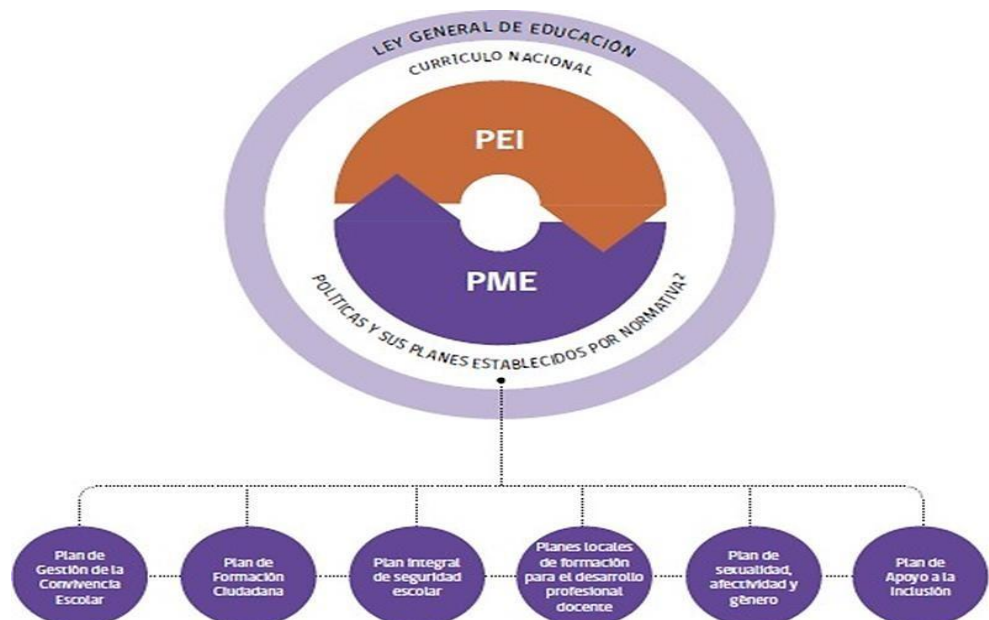 LEY GENERAL DE EDUCACIÓN
CURRÍCULO NACIONAL
PEI
PME
POLÍTICAS Y SUS PLANES ESTABLECIDOS POR NORMATIVA²
Plan de
Gestión de la
Convivencia
Escolar
Plan de
Formación
Ciudadana
Plan Integral
de seguridad
escolar
Planes locales
de formación
para el desarrollo
profesional
docente
Plan de
sexualidad,
afectividad y
género
Plan de
Apoyo a la
Inclusión